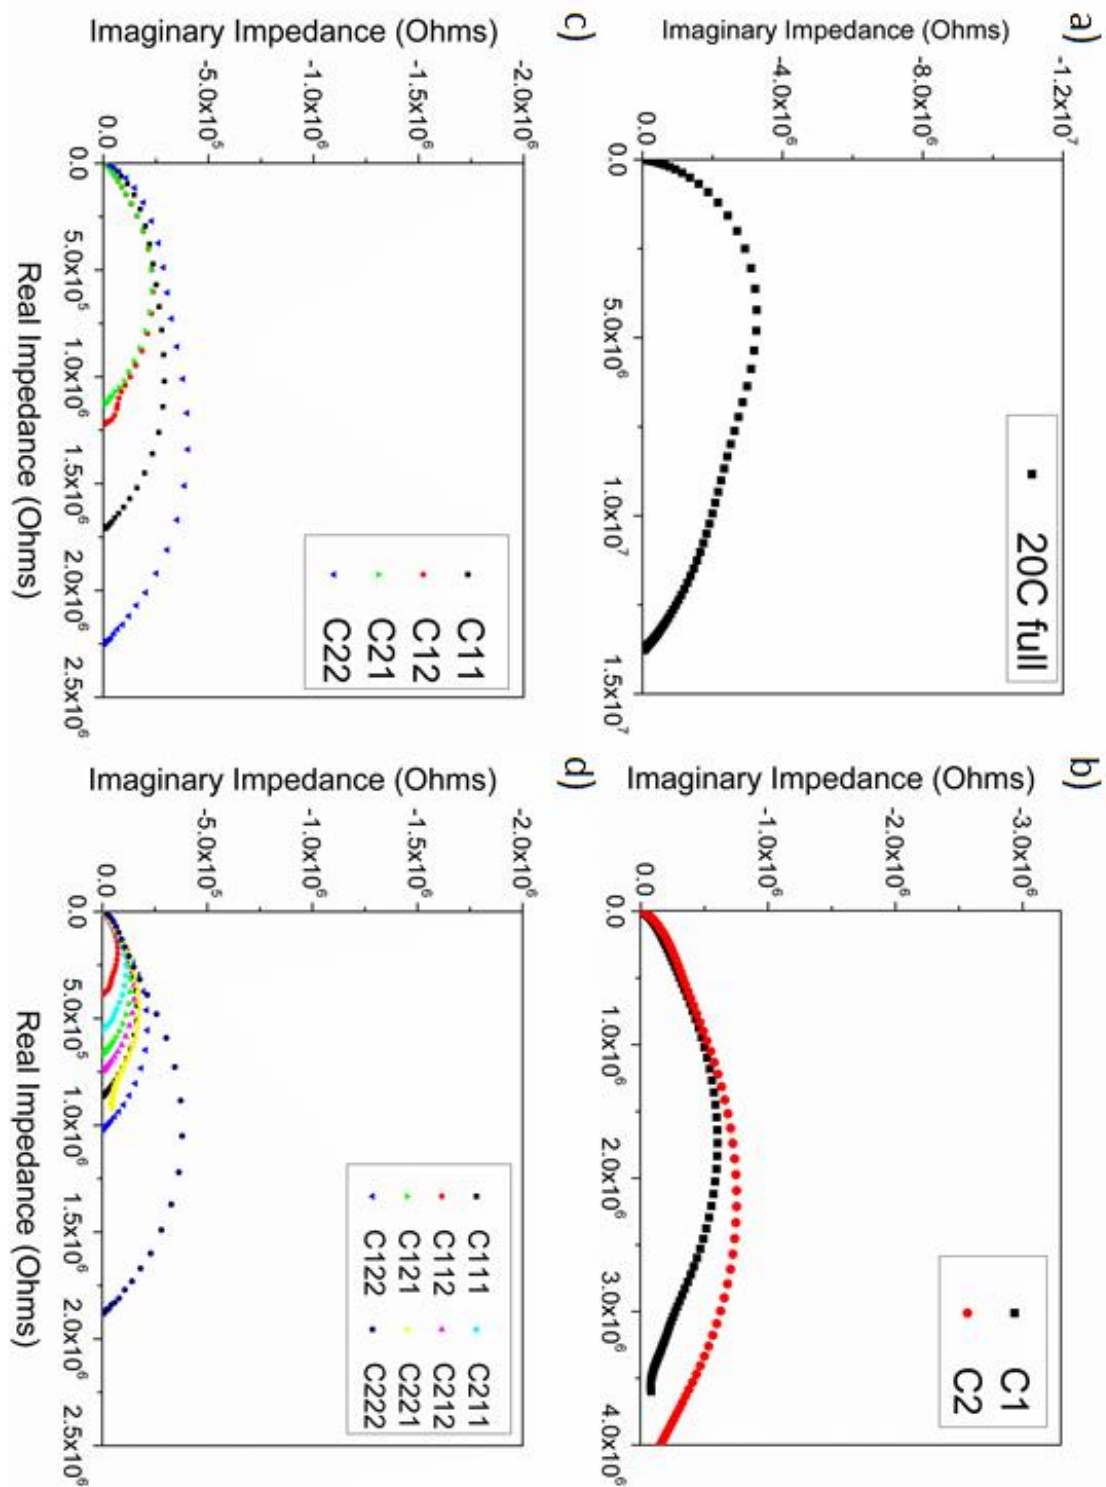 a)
Imaginary Impedance (Ohms)
-1.2x10⁷
-8.0x10⁶
-4.0x10⁶
0.0
0.0
5.0x10⁶
1.0x10⁷
1.5x10⁷
20C full
b)
Imaginary Impedance (Ohms)
-3.0x10⁶
-2.0x10⁶
-1.0x10⁶
0.0
0.0
1.0x10⁶
2.0x10⁶
3.0x10⁶
4.0x10⁶
C1
C2
c)
Imaginary Impedance (Ohms)
-2.0x10⁶
-1.5x10⁶
-1.0x10⁶
-5.0x10⁵
0.0
0.0
5.0x10⁵
1.0x10⁶
1.5x10⁶
2.0x10⁶
2.5x10⁶
Real Impedance (Ohms)
C11
C12
C21
C222
d)
Imaginary Impedance (Ohms)
-2.0x10⁶
-1.5x10⁶
-1.0x10⁶
-5.0x10⁵
0.0
0.0
5.0x10⁵
1.0x10⁶
1.5x10⁶
2.0x10⁶
2.5x10⁶
Real Impedance (Ohms)
C111 C211
C112 C212
C121 C221
C122 C222